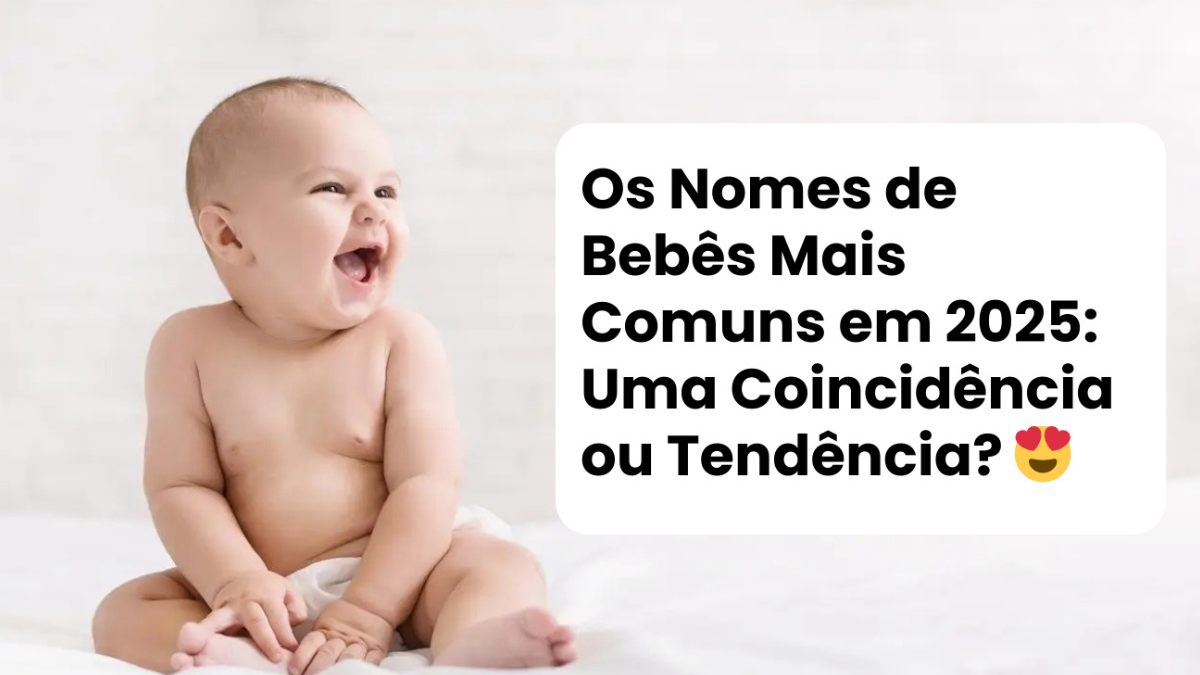 Os Nomes de
Bebês Mais
Comuns em 2025:
Uma Coincidência
ou Tendência? 😍